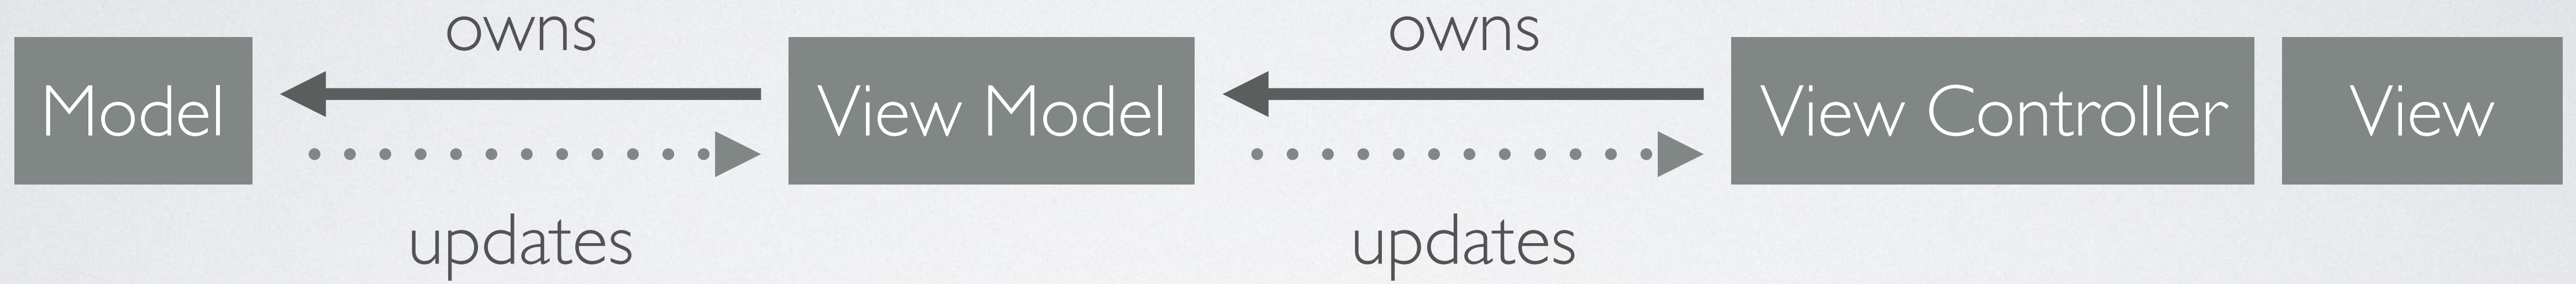 owns
owns
Model
View Model
View Controller
View
updates
updates